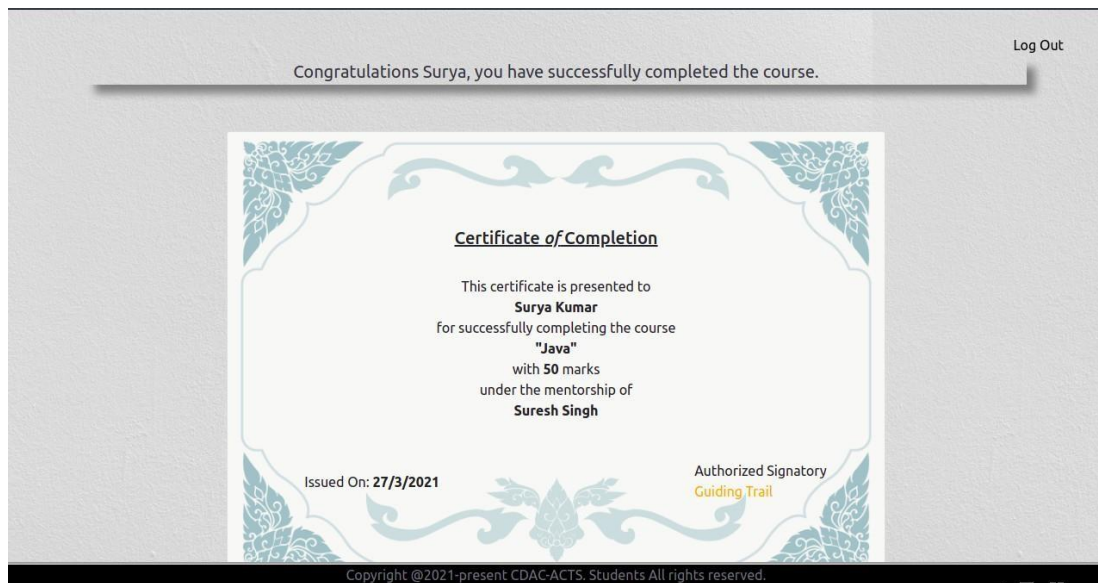 Log Out
Congratulations Surya, you have successfully completed the course.
Certificate of Completion
This certificate is presented to
Surya Kumar
for successfully completing the course
"Java"
with 50 marks
under the mentorship of
Suresh Singh
Issued On: 27/3/2021
Authorized Signatory
Guiding Trail
Copyright @2021-present CDAC-ACTS. Students All rights reserved.